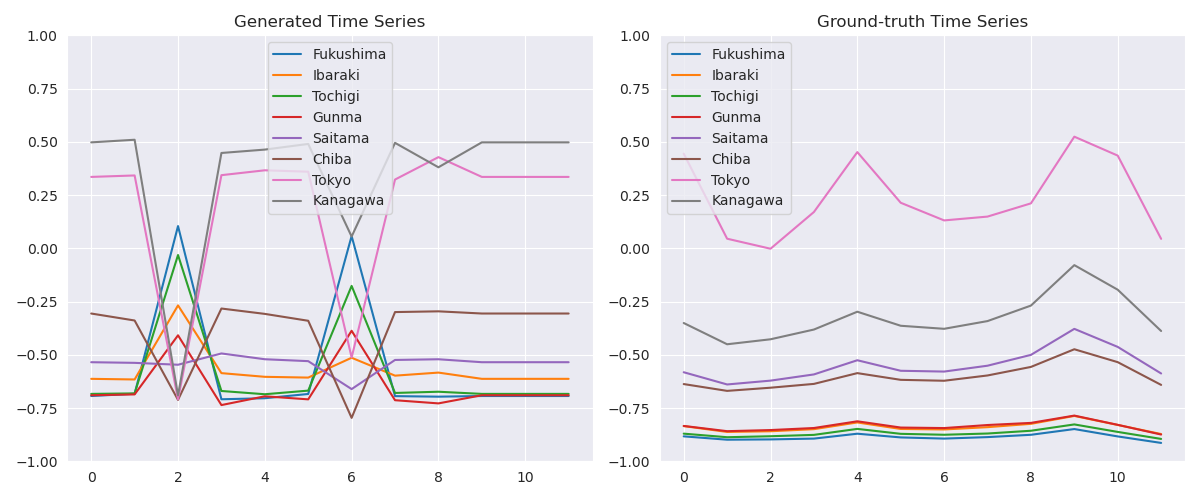 Generated Time Series
1.00
0.75
0.50
0.25
0.00
−0.25
−0.50
−0.75
−1.00
0
2
4
6
8
10
Fukushima
Ibaraki
Tochigi
Gunma
Saitama
Chiba
Tokyo
Kanagawa
Ground-truth Time Series
1.00
0.75
0.50
0.25
0.00
−0.25
−0.50
−0.75
−1.00
0
2
4
6
8
10
Fukushima
Ibaraki
Tochigi
Gunma
Saitama
Chiba
Tokyo
Kanagawa